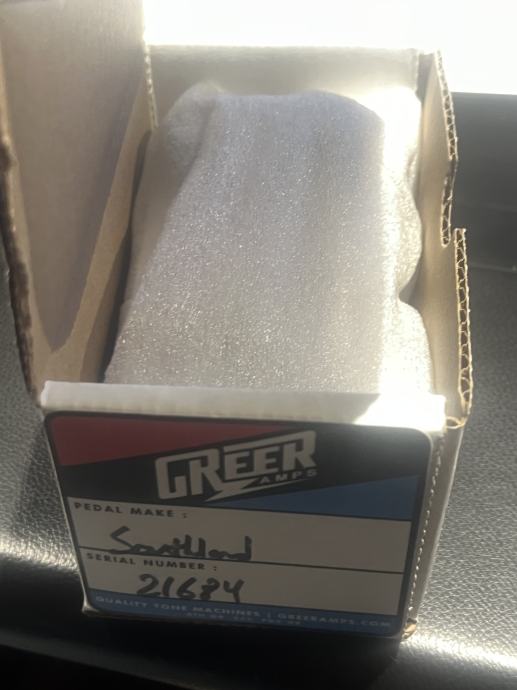 GREER
AMPS
PEDAL MAKE :
Southland
SERIAL NUMBER :
21684
QUALITY TONE MACHINES | GREERAMPS.COM